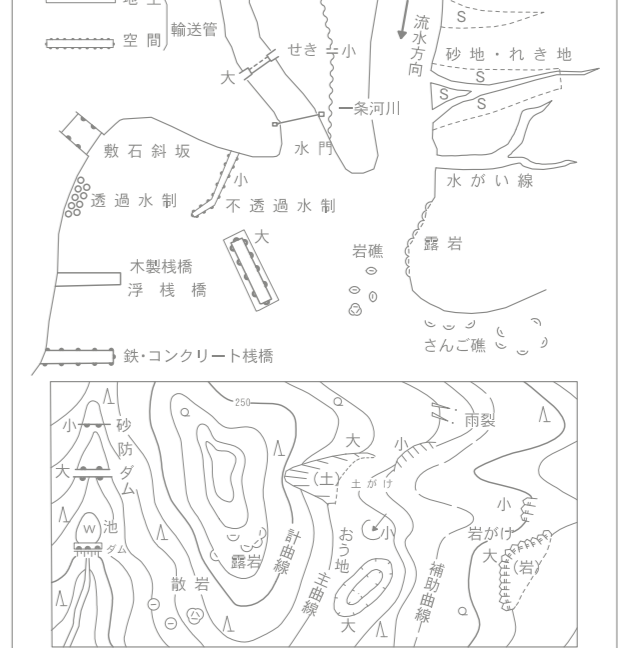 空間
輸送管
大
せき
小
流水方向
S
砂地・れき地
S
S
S
一条河川
敷石斜坂
水門
小
水がい線
透過水制
不透過水制
大
岩礁
露岩
木製桟橋
浮桟橋
さんご礁
鉄・コンクリート桟橋
250
小
砂防ダム
大
雨裂
大
小
(土)
土がけ
小
W
池
ダム
計曲線
おう地
小
岩がけ
大
(岩)
露岩
散岩
主曲線
補助曲線
大